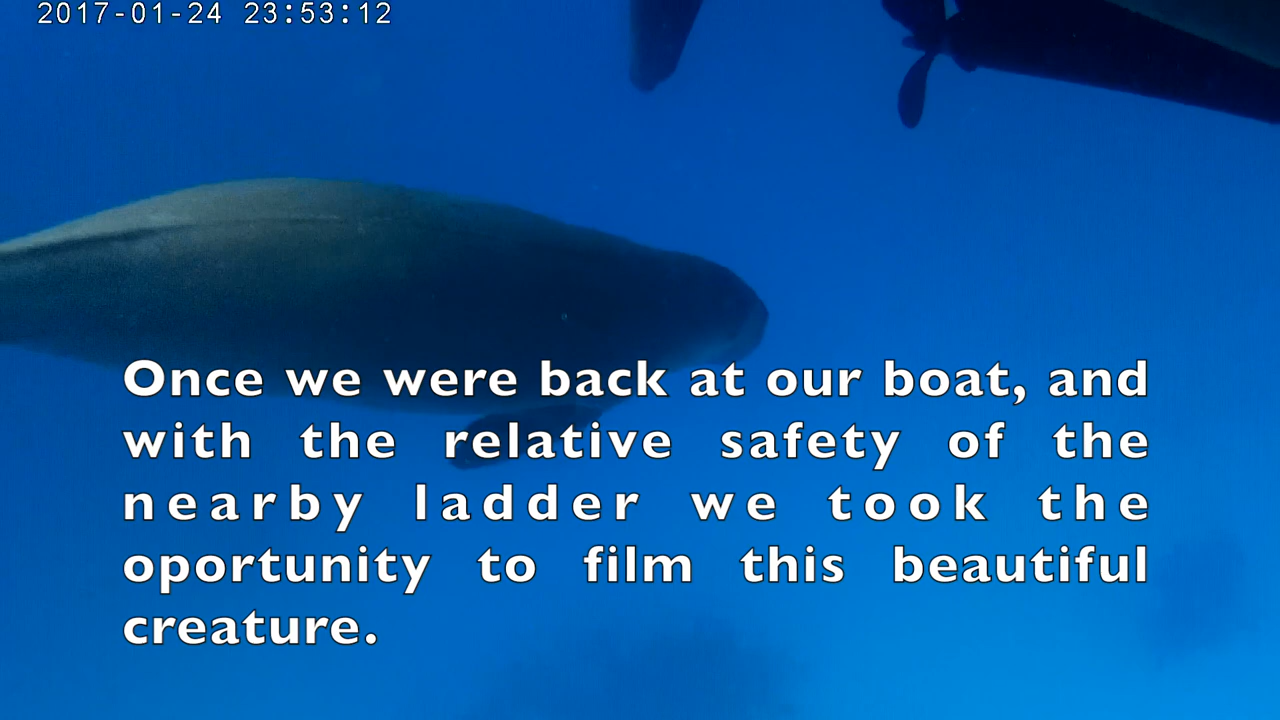 2017-01-24 23:53:12
Once we were back at our boat, and
with the relative safety of the
nearby ladder we took the
oportunity to film this beautiful
creature.